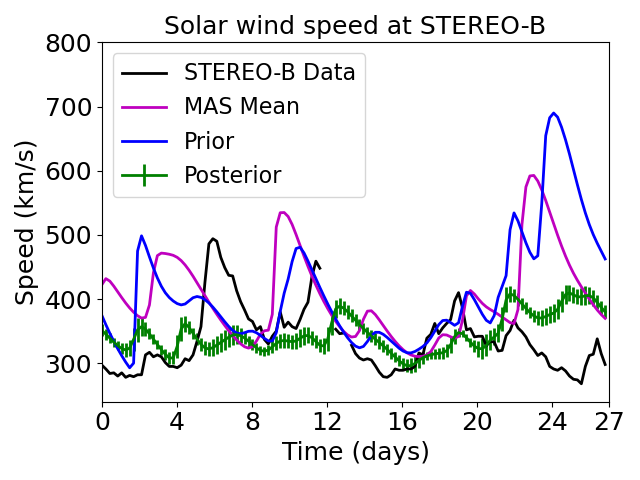 Solar wind speed at STEREO-B
800
700
600
500
400
300
Speed (km/s)
STEREO-B Data
MAS Mean
Prior
Posterior
0 4 8 12 16 20 24 27
Time (days)